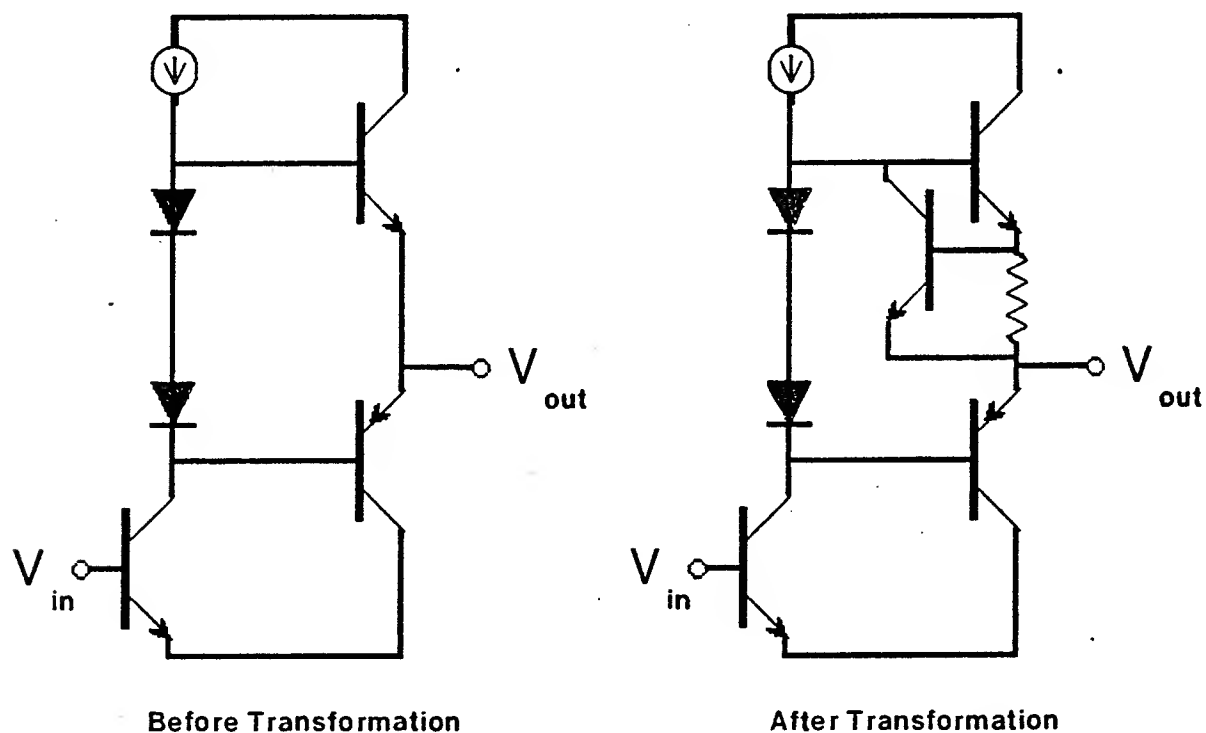 V out
V out
V in
V in
Before Transformation
After Transformation